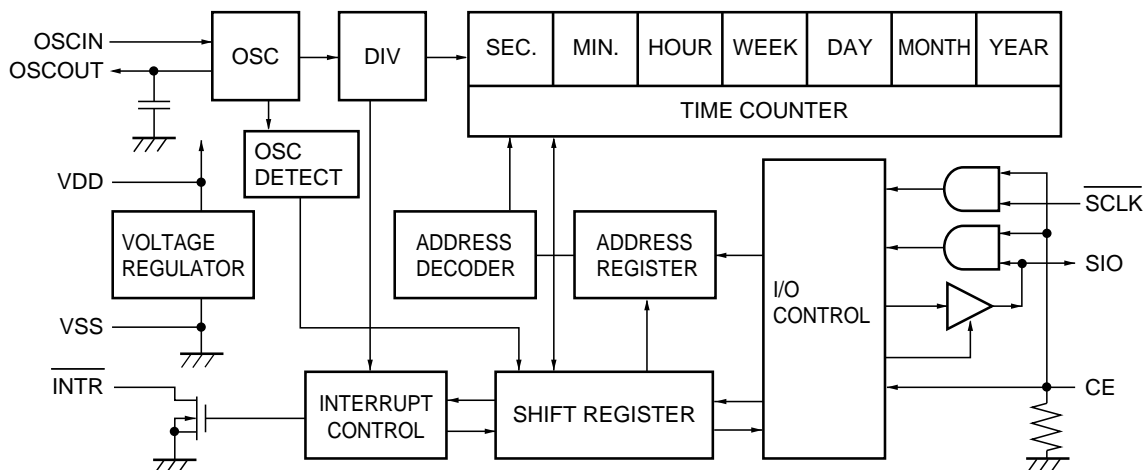 OSCIN
OSCOUT
OSC
DIV
SEC.
MIN.
HOUR
WEEK
DAY
MONTH
YEAR
TIME COUNTER
OSC
DETECT
VDD
VOLTAGE
REGULATOR
VSS
ADDRESS
DECODER
ADDRESS
REGISTER
I/O
CONTROL
SCLK
SIO
CE
INTR
INTERRUPT
CONTROL
SHIFT REGISTER